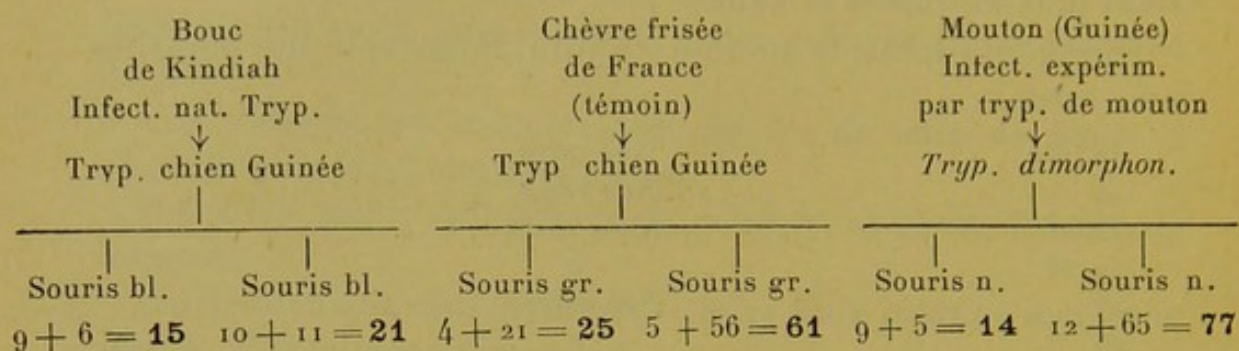 Bouc
de Kindiah
Infect. nat. Tryp.
Tryp. chien Guinée
Souris bl. Souris bl.
9 + 6 = 15 10 + 11 = 21
Chèvre frisée
de France
(témoin)
Tryp chien Guinée
Souris gr. Souris gr.
4 + 21 = 25 5 + 56 = 61
Mouton (Guinée)
Intect. expérim.
par tryp. de mouton
Tryp. dimorphon.
Souris n. Souris n.
9 + 5 = 14 12 + 65 = 77